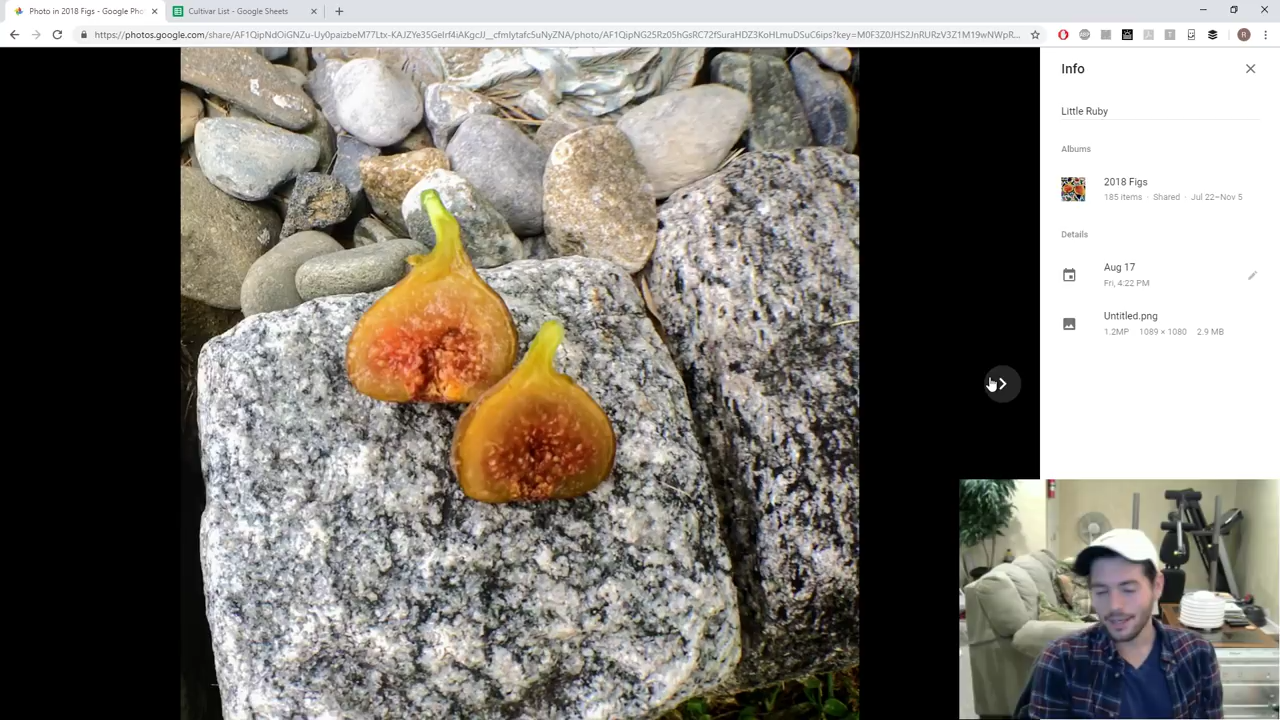 Photo in 2018 Figs - Google Pho
Cultivar List - Google Sheets
Info
Little Ruby
Albums
2018 Figs
185 items · Shared · Jul 22–Nov 5
Details
Aug 17
Fri, 4:22 PM
Untitled.png
1.2MP 1089 × 1080 2.9 MB